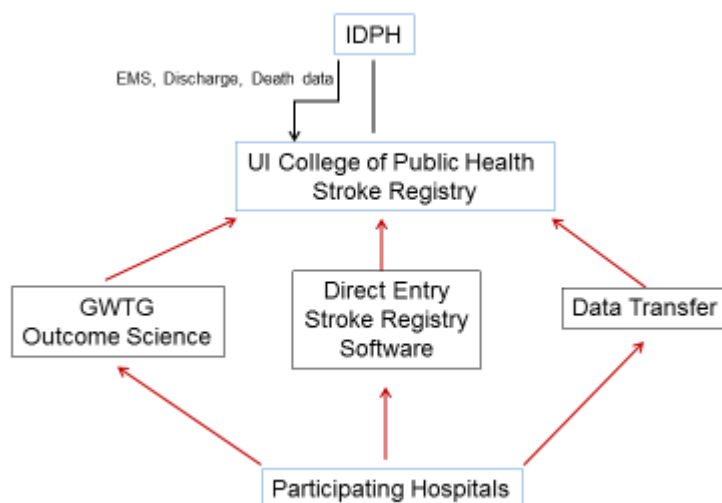 IDPH
EMS, Discharge, Death data
UI College of Public Health
Stroke Registry
GWTG
Outcome Science
Direct Entry
Stroke Registry
Software
Data Transfer
Participating Hospitals